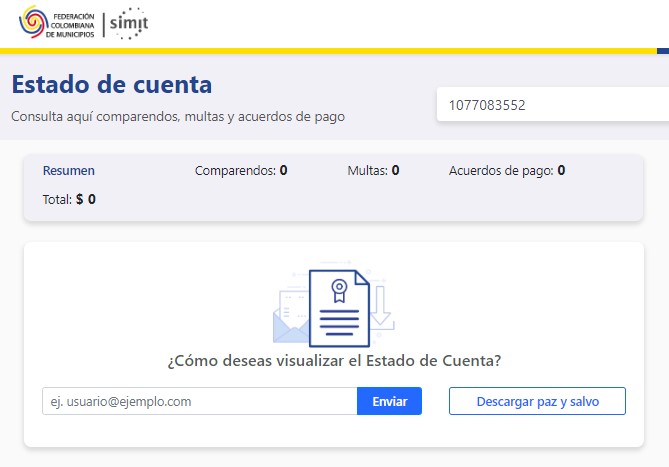 FEDERACIÓN
COLOMBIANA
DE MUNICIPIOS
simit
Estado de cuenta
Consulta aquí comparendos, multas y acuerdos de pago
1077083552
Resumen
Comparendos: 0
Multas: 0
Acuerdos de pago: 0
Total: $ 0
¿Cómo deseas visualizar el Estado de Cuenta?
ej. usuario@ejemplo.com
Enviar
Descargar paz y salvo